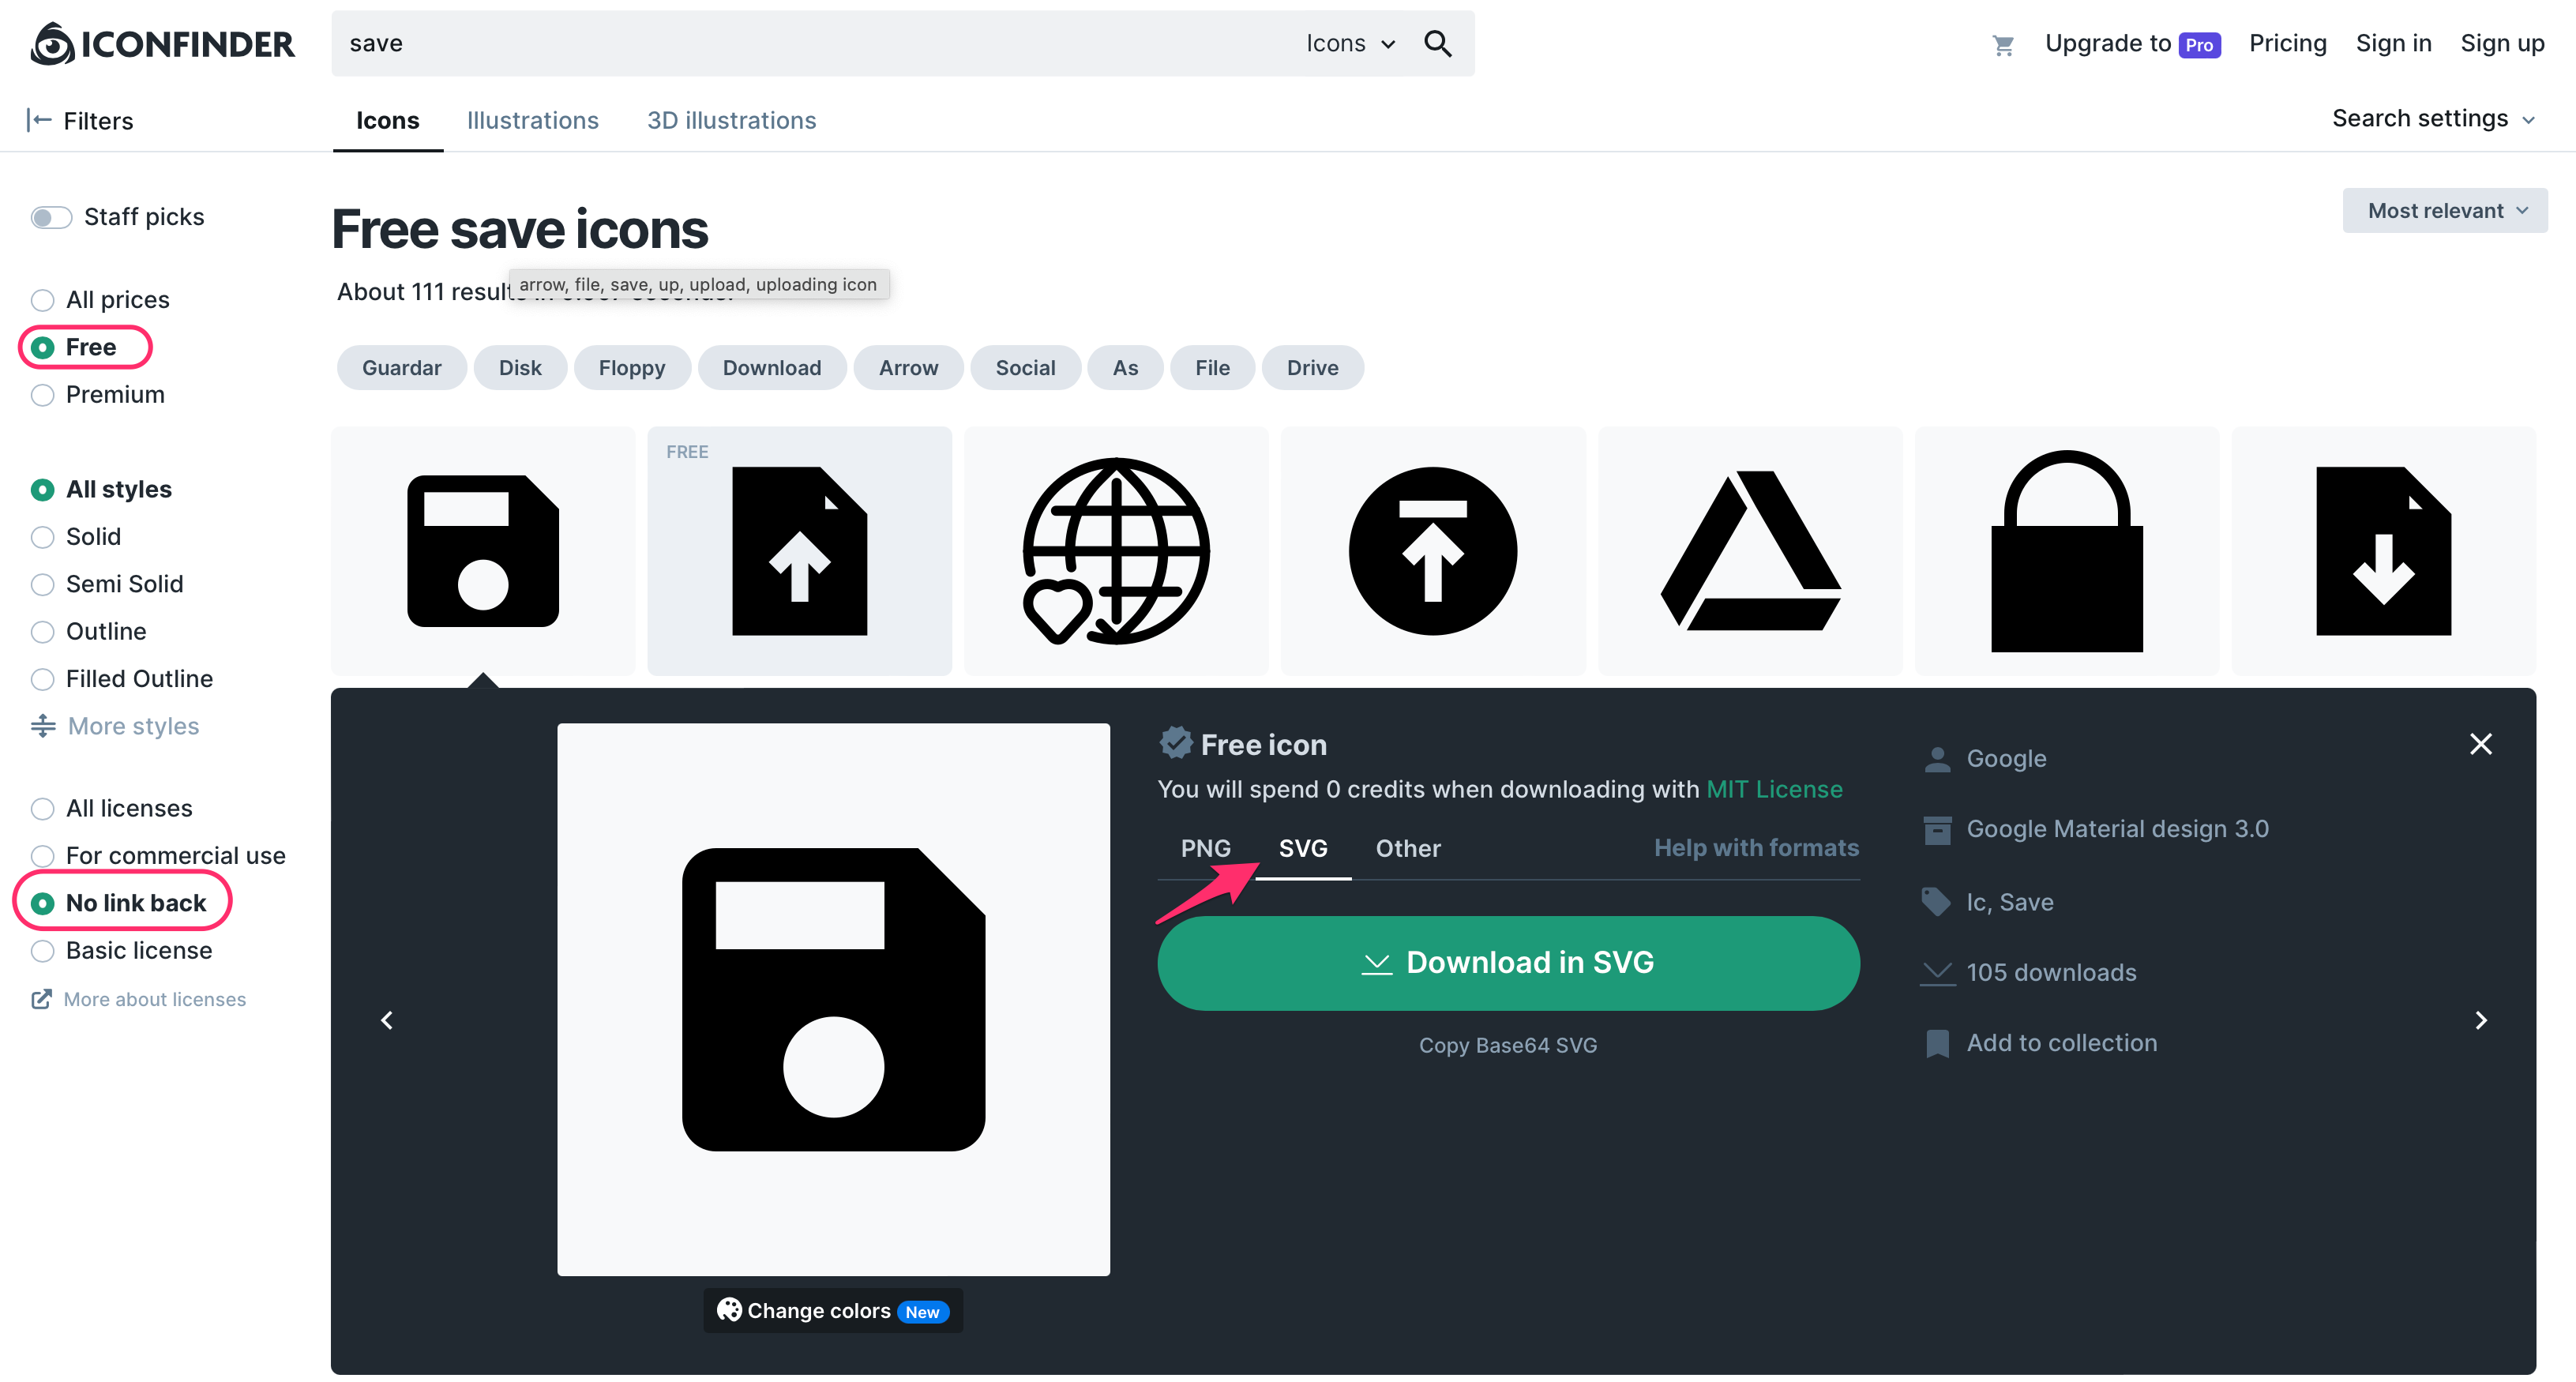 ICONFINDER
save
Icons
Upgrade to Pro
Pricing
Sign in
Sign up
Filters
Icons
Illustrations
3D illustrations
Search settings
Staff picks
All prices
Free
Premium
All styles
Solid
Semi Solid
Outline
Filled Outline
More styles
All licenses
For commercial use
No link back
Basic license
More about licenses
Free save icons
Most relevant
About 111 results
arrow, file, save, up, upload, uploading icon
Guardar
Disk
Floppy
Download
Arrow
Social
As
File
Drive
FREE
Free icon
You will spend 0 credits when downloading with MIT License
PNG
SVG
Other
Help with formats
Download in SVG
Copy Base64 SVG
Google
Google Material design 3.0
Ic, Save
105 downloads
Add to collection
Change colors New